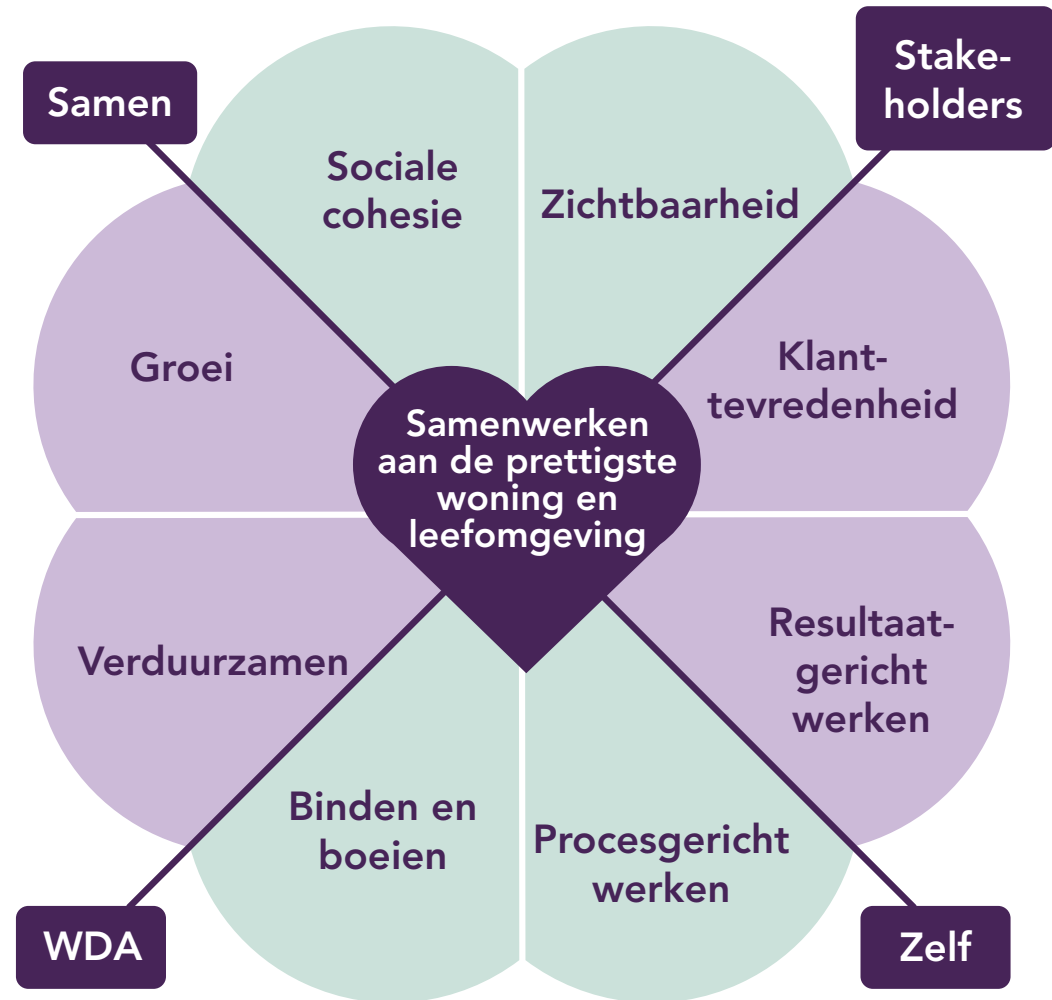 Samen
Stake-
holders
Sociale
cohesie
Zichtbaarheid
Groei
Klant-
tevredenheid
Samenwerken
aan de prettigste
woning en
leefomgeving
Verduurzamen
Resultaat-
gericht
werken
Binden en
boeien
Procesgericht
werken
WDA
Zelf